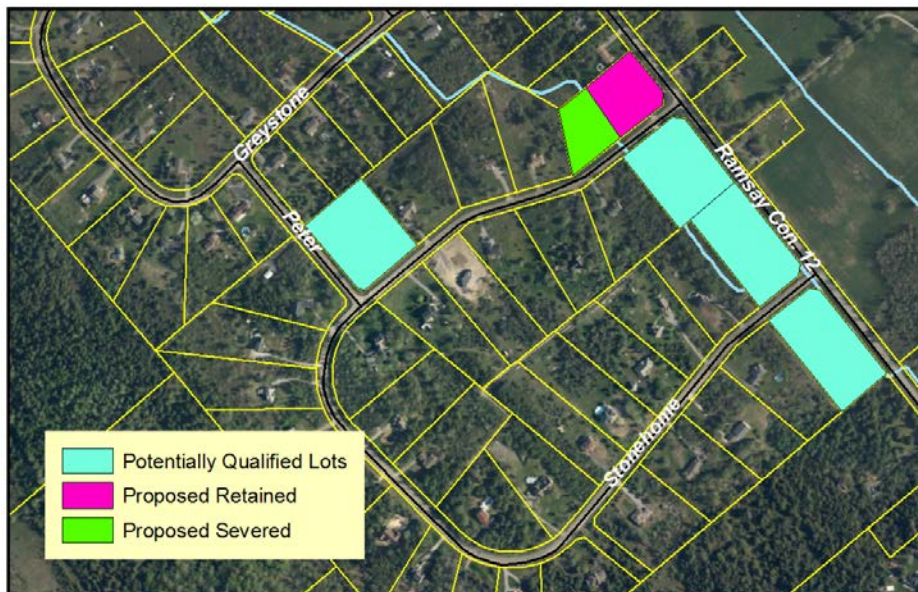 Greystone
Peter
Ramsay Con. 12
Stonehome
Potentially Qualified Lots
Proposed Retained
Proposed Severed